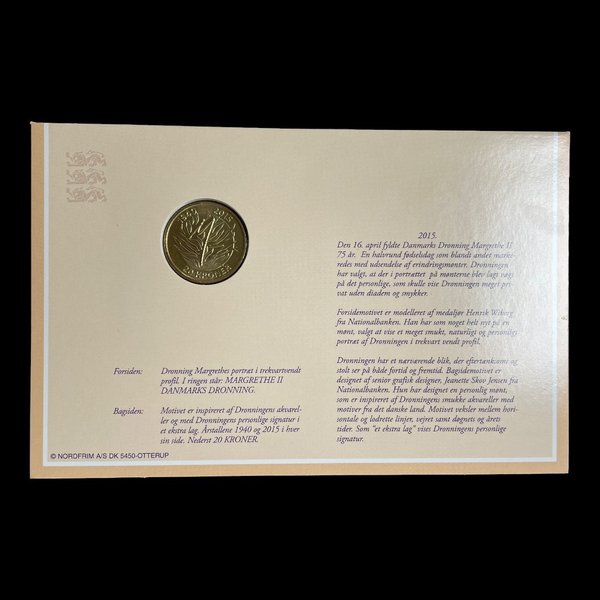 1940 2015
20 KRONER
2015.
Den 16. april fyldte Danmarks Dronning Margrethe II
75 år. En halvrund fødselsdag som blandt andet marke-
redes med udsendelse af erindringsmønter. Dronningen
har valgt, at der i portrættet på mønterne blev lagt vægt
på det personlige, som skulle vise Dronningen meget pri-
vat uden diadem og smykker.
Forsidemotivet er modelleret af medaljør Henrik Wiberg
fra Nationalbanken. Han har som noget helt nyt på en
mønt, valgt at vise et meget smukt, naturligt og personligt
portræt af Dronningen i trekvart vendt profil.
Dronningen har et nærværende blik, der eftertænksomt og
stolt ser på både fortid og fremtid. Bagsidemotivet er
designet af senior grafisk designer, Jeanette Skov Jensen fra
Nationalbanken. Hun har designet en personlig mønt,
som er inspireret af Dronningens smukke akvareller med
motiver fra det danske land. Motivet veksler mellem hori-
sontale og lodrette linjer, vejret samt døgnets og årets
tider. Som "et ekstra lag" vises Dronningens personlige
signatur.
Forsiden: Dronning Margrethes portræt i trekvartvendt
profil. I ringen står: MARGRETHE II
DANMARKS DRONNING.
Bagsiden: Motivet er inspireret af Dronningens akvarel-
ler og med Dronningens personlige signatur i
et ekstra lag. Årstallene 1940 og 2015 i hver
sin side. Nederst 20 KRONER.
© NORDFRIM A/S DK 5450-OTTERUP